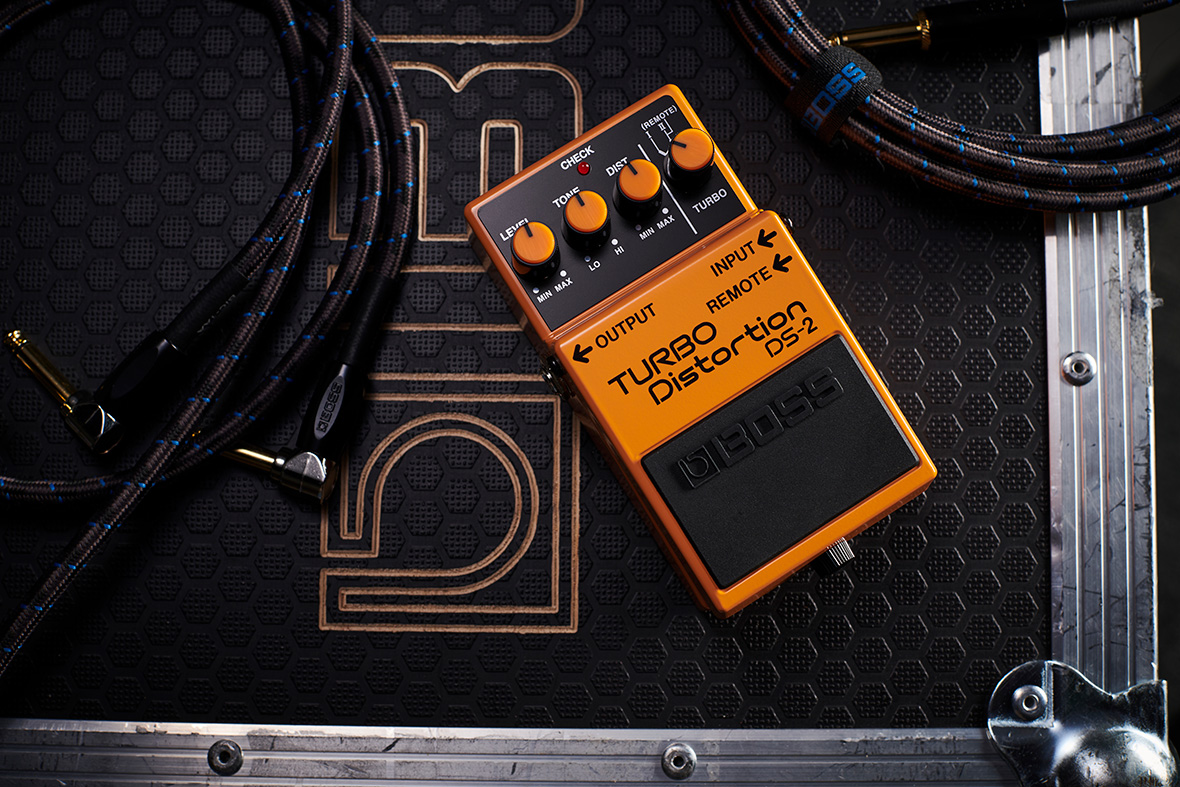 BOSS
(REMOTE)
I II
CHECK
DIST
TONE
LEVEL
TURBO
MIN MAX
LO HI
MIN MAX
INPUT
REMOTE
OUTPUT
TURBO
Distortion
DS-2
BOSS
BOSS